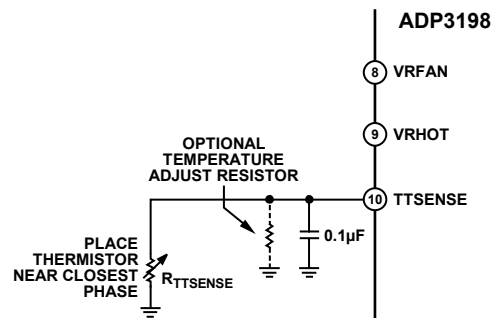 ADP3198
8 VRFAN
9 VRHOT
OPTIONAL
TEMPERATURE
ADJUST RESISTOR
10 TTSENSE
0.1µF
PLACE
THERMISTOR
NEAR CLOSEST
PHASE
RTTSENSE